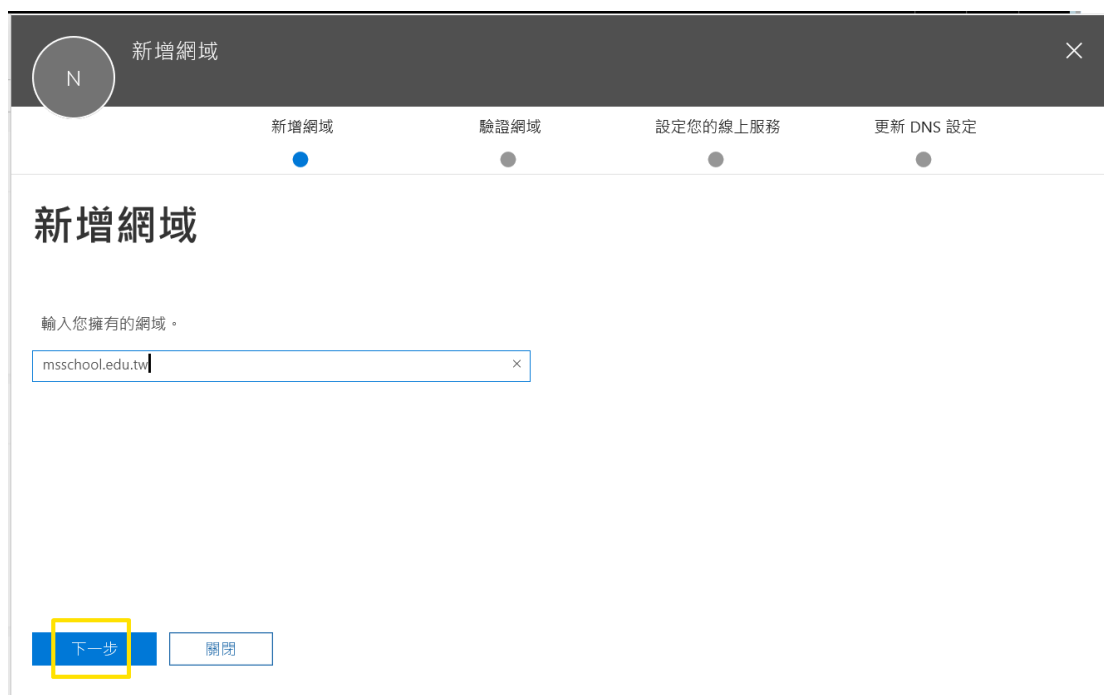 新增網域
N
新增網域
驗證網域
設定您的線上服務
更新 DNS 設定
新增網域
輸入您擁有的網域。
msschool.edu.tw
下一步
關閉